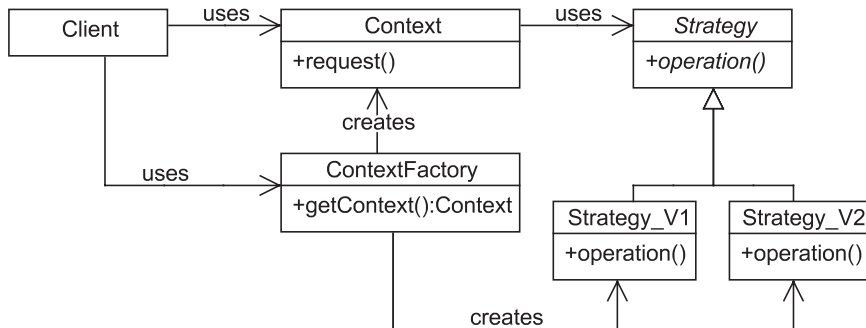 Client
uses
Context
+request()
uses
Strategy
+operation()
creates
uses
ContextFactory
+getContext():Context
Strategy_V1
+operation()
Strategy_V2
+operation()
creates